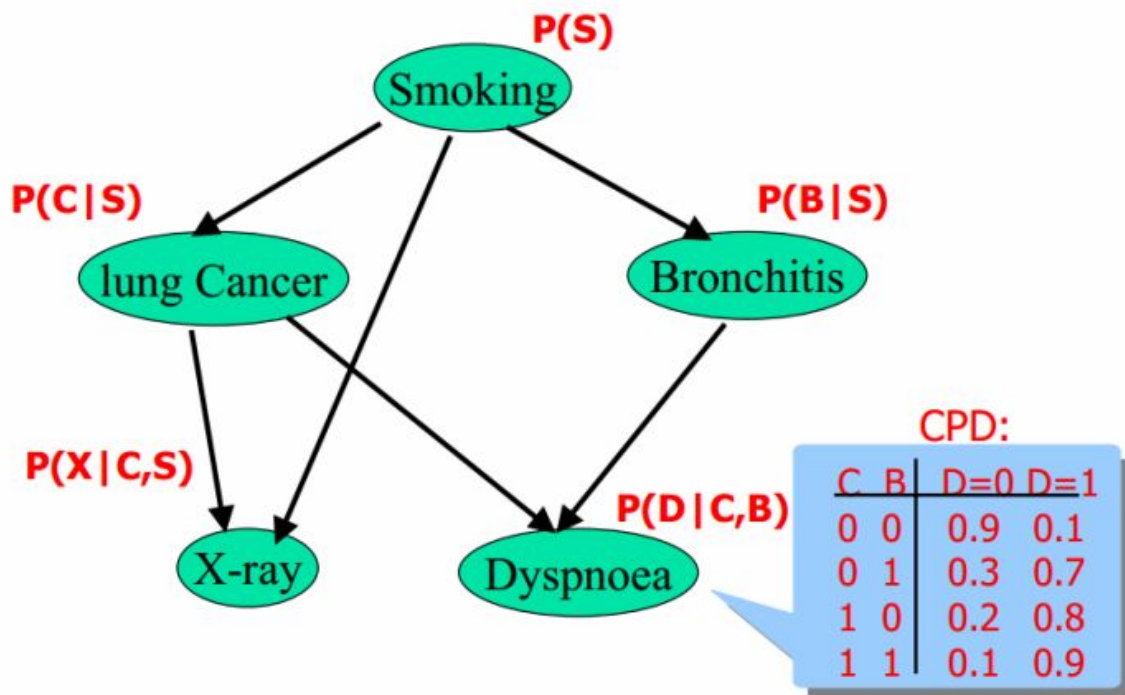 P(S)
Smoking
P(C|S)
P(B|S)
lung Cancer
Bronchitis
CPD:
P(X|C,S)
P(D|C,B)
C B D=0 D=1
0 0 0.9 0.1
0 1 0.3 0.7
1 0 0.2 0.8
1 1 0.1 0.9
X-ray
Dyspnoea